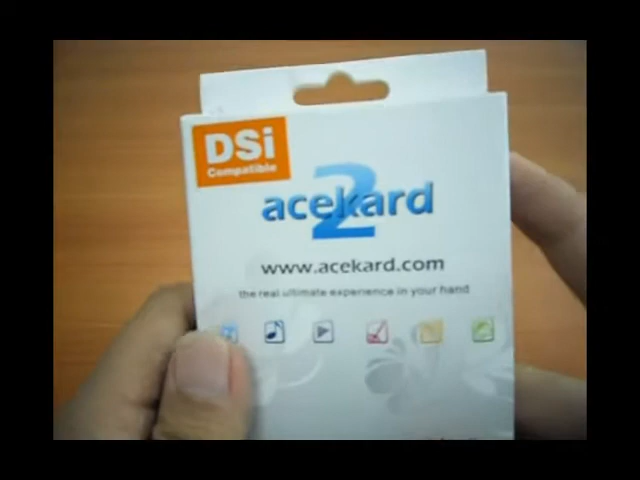 DSi
Compatible
acekard
2
www.acekard.com
the real ultimate experience in your hand